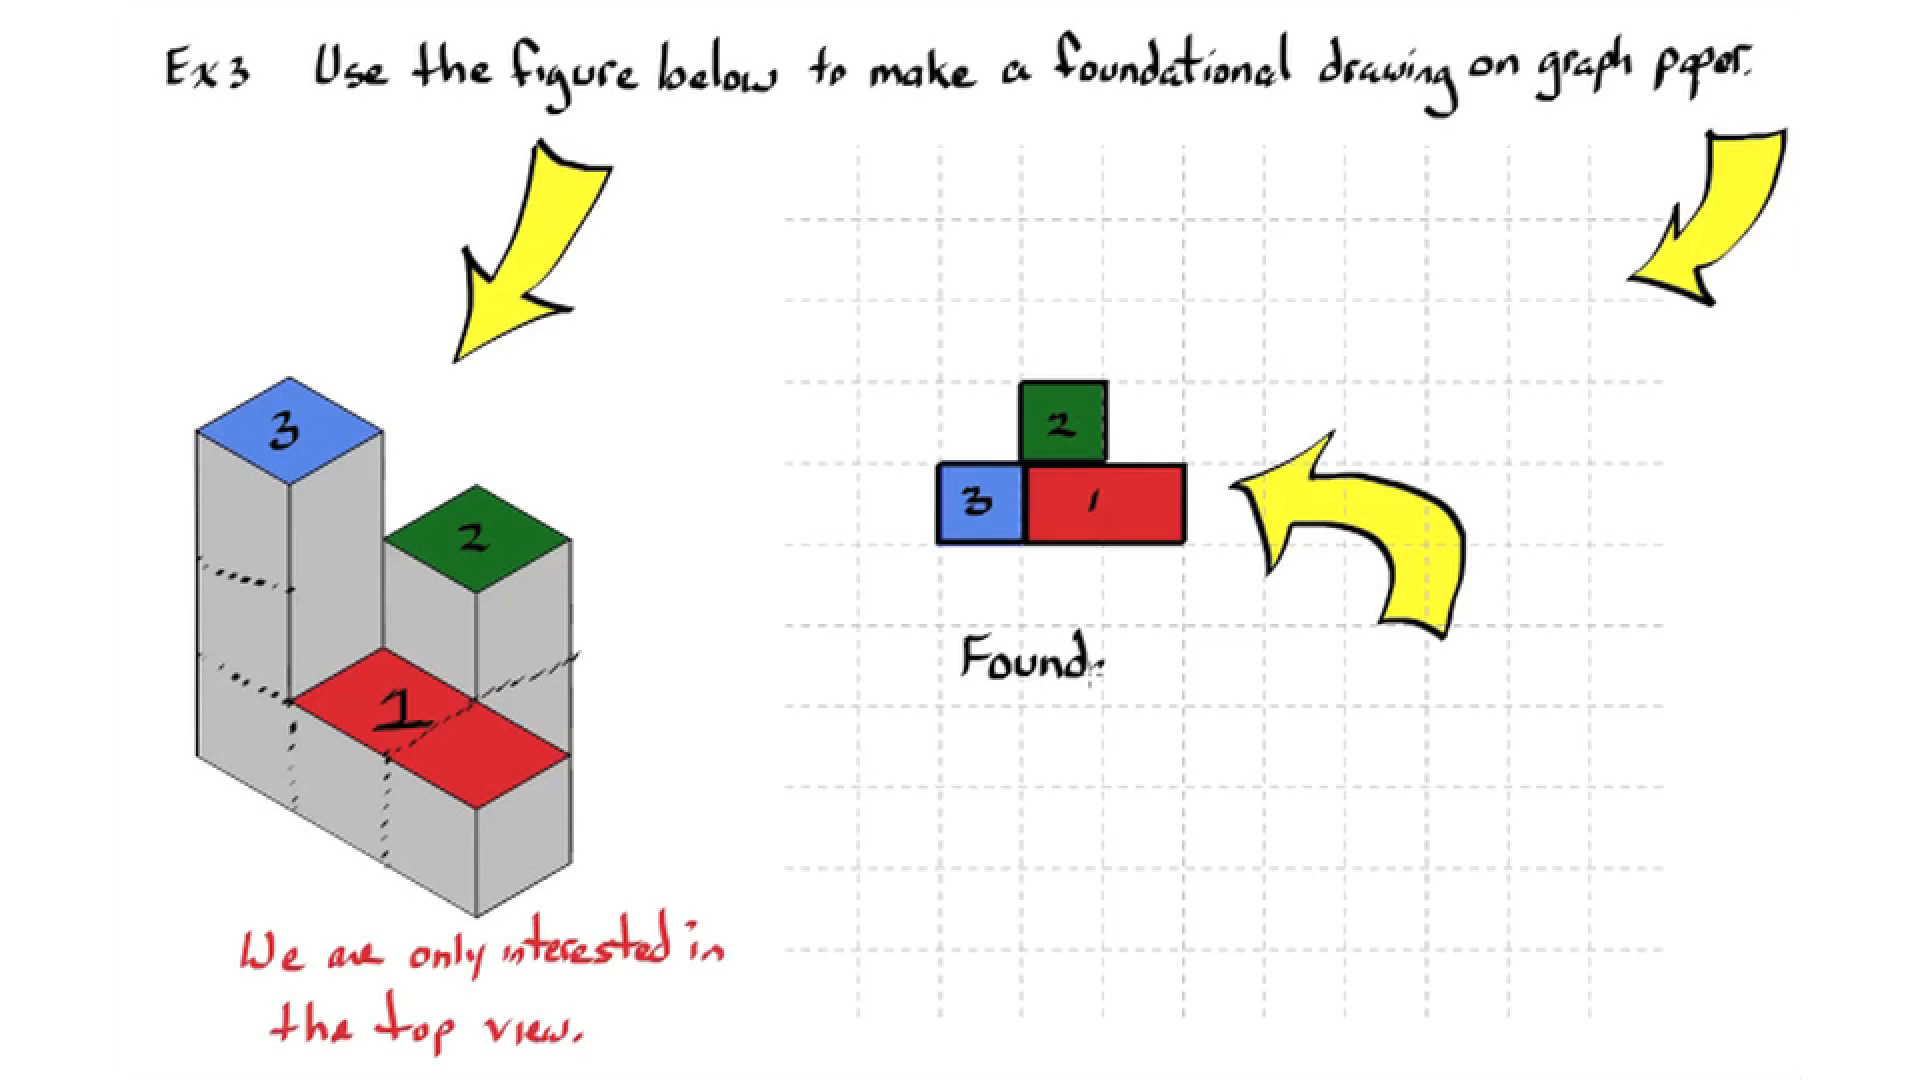 Ex 3 Use the figure below to make a foundational drawing on graph paper.
3
2
1
2
3 1
Found
We are only interested in
the top view.